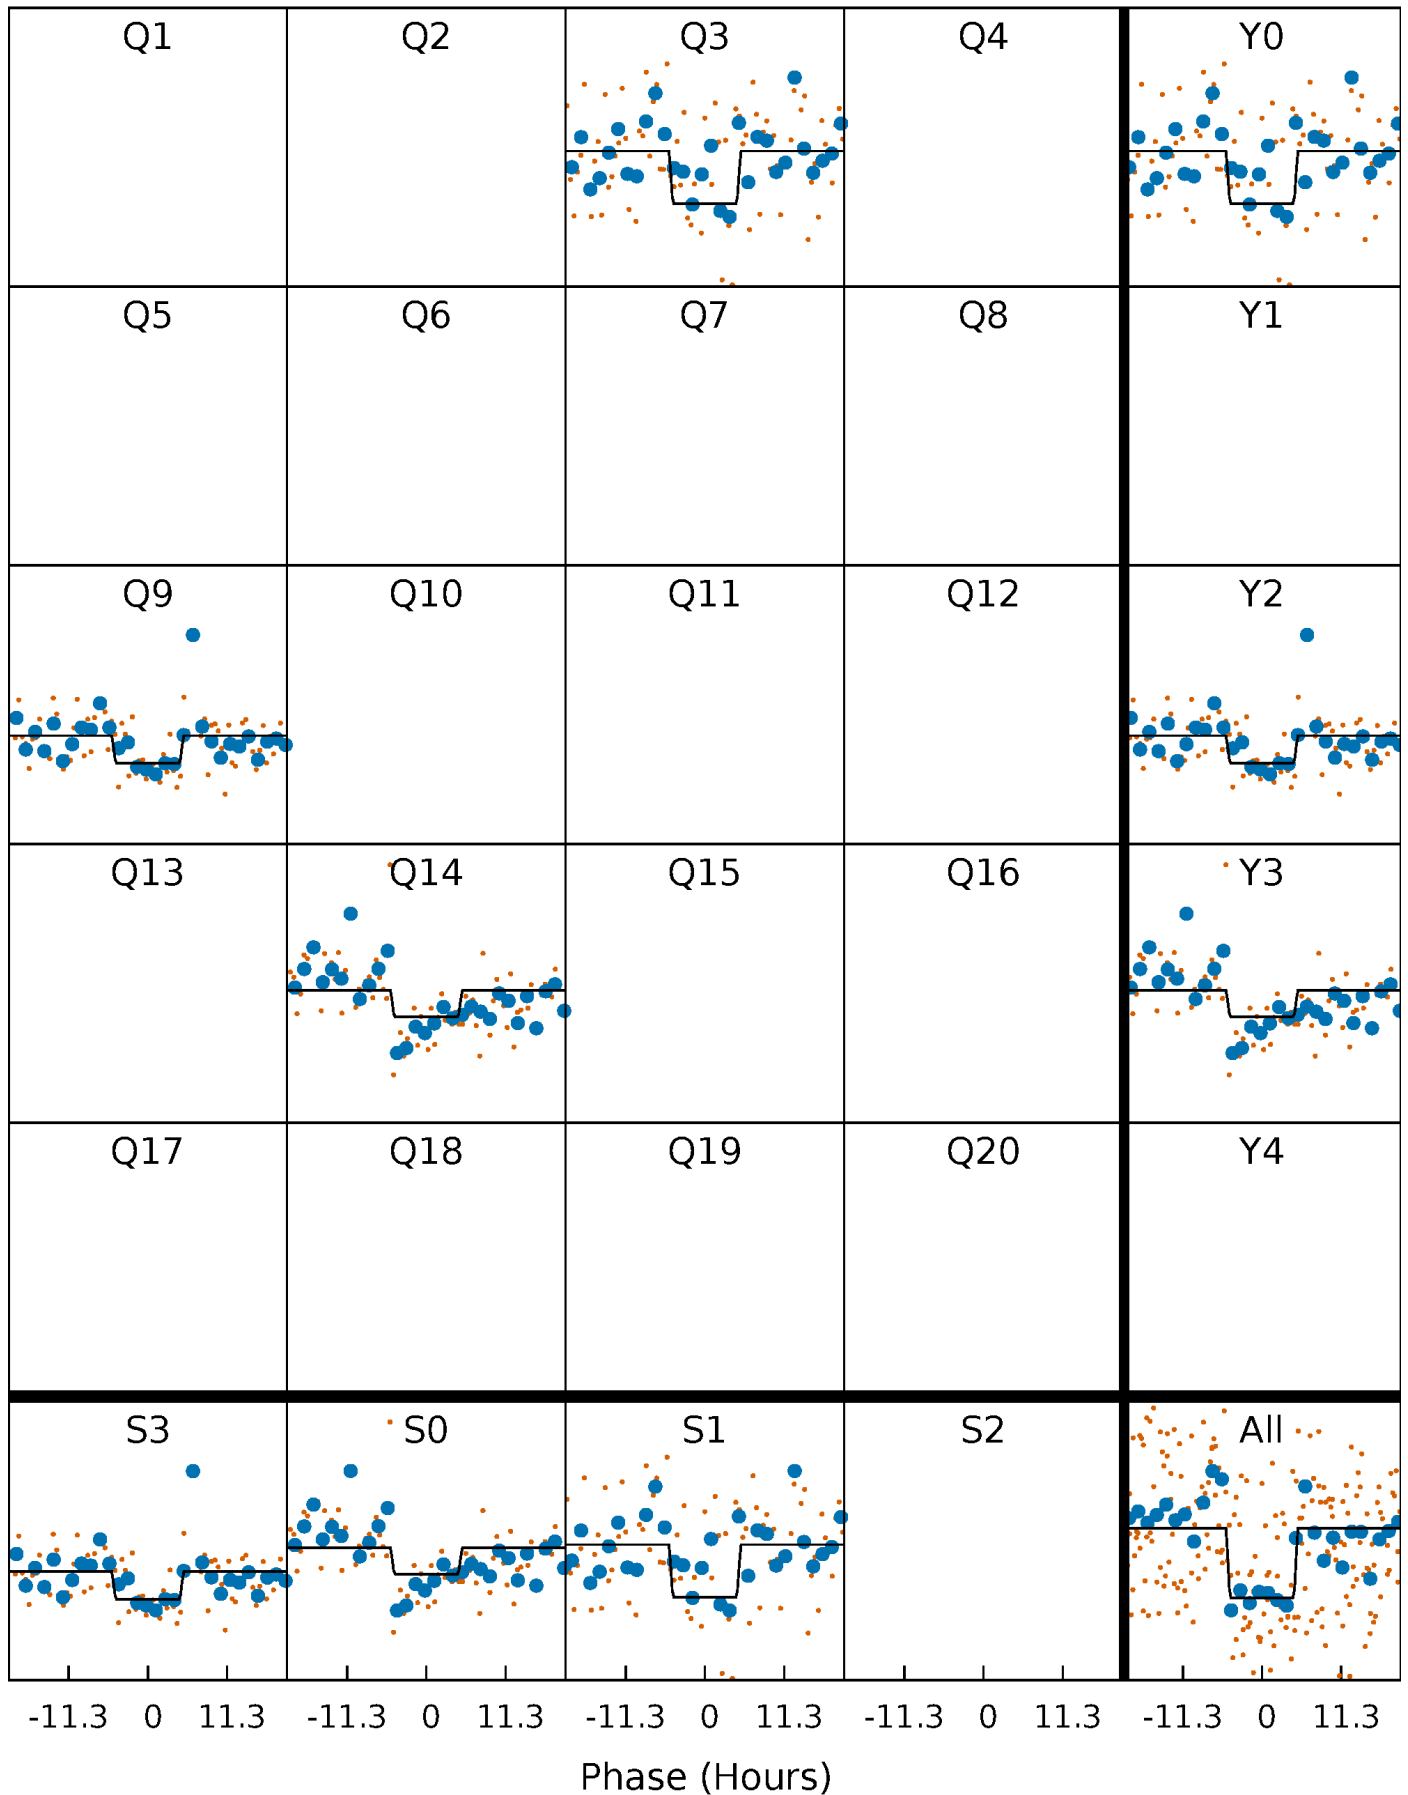 Q1 Q2 Q3 Q4 Y0
Q5 Q6 Q7 Q8 Y1
Q9 Q10 Q11 Q12 Y2
Q13 Q14 Q15 Q16 Y3
Q17 Q18 Q19 Q20 Y4
S3 S0 S1 S2 All
-11.3 0 11.3 -11.3 0 11.3 -11.3 0 11.3 -11.3 0 11.3 -11.3 0 11.3
Phase (Hours)